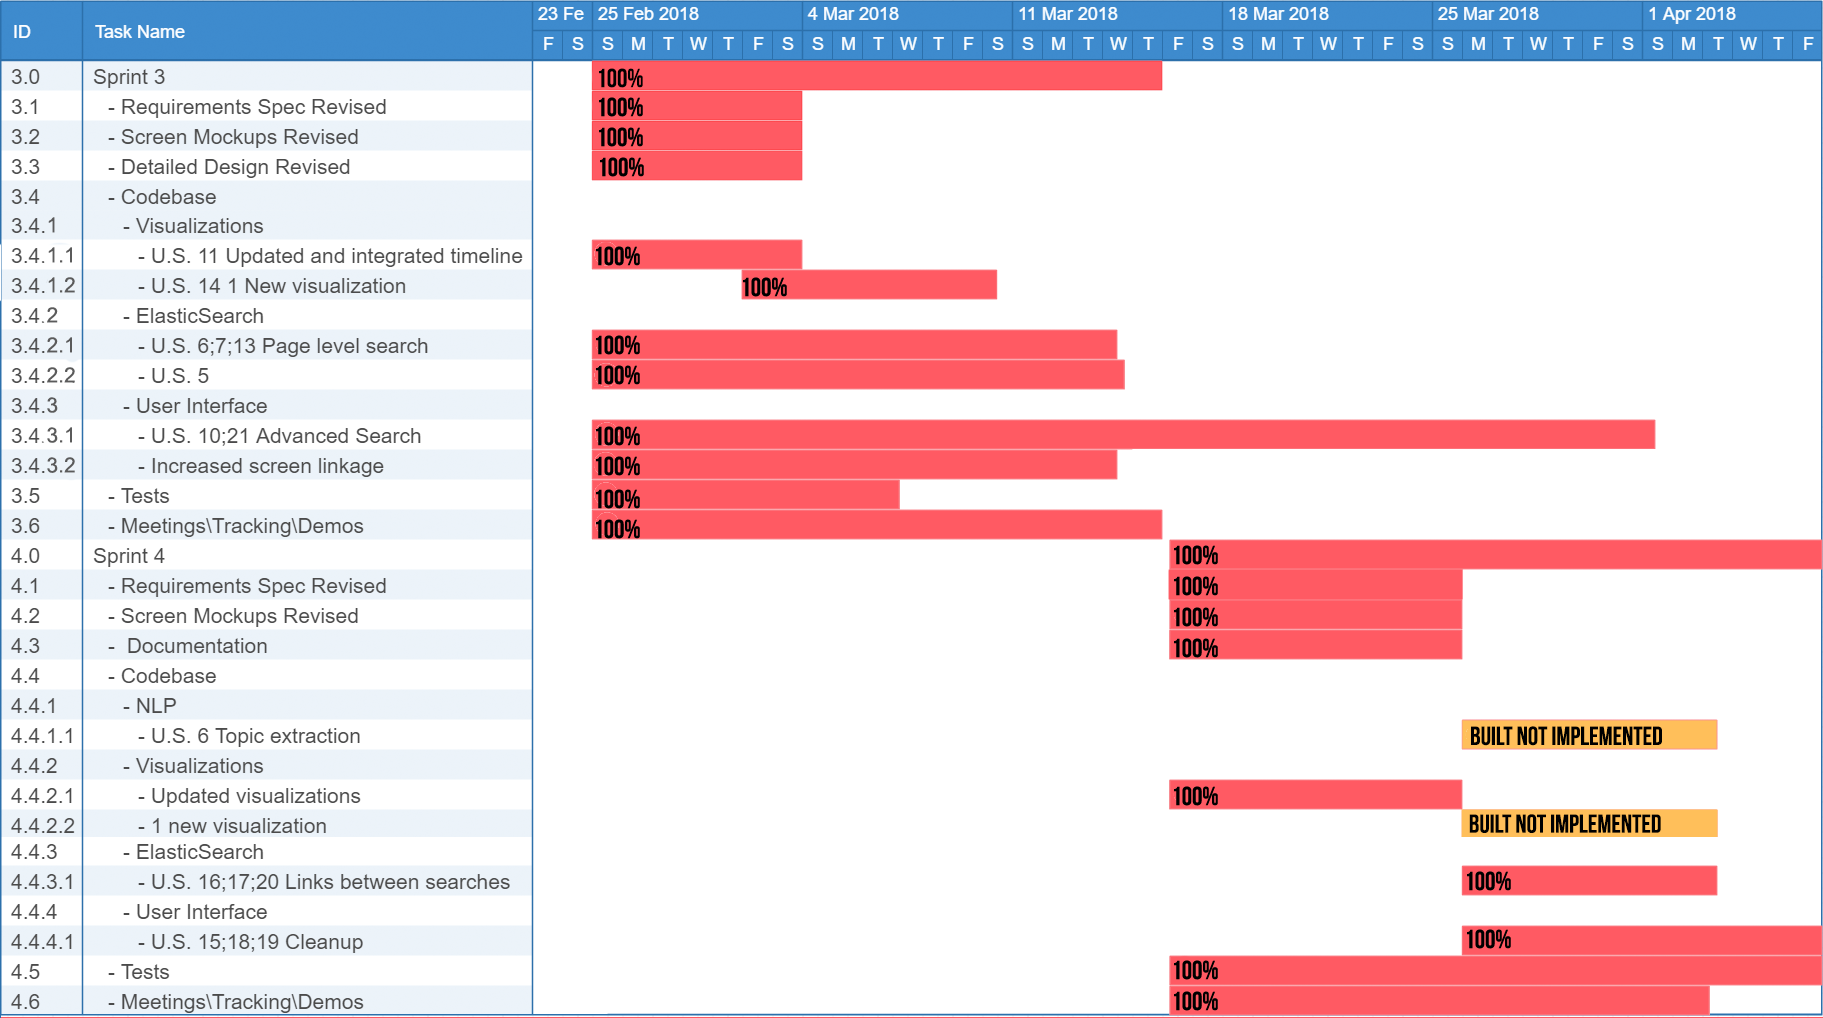 ID Task Name 23 Fe 25 Feb 2018 4 Mar 2018 11 Mar 2018 18 Mar 2018 25 Mar 2018 1 Apr 2018
F S S M T W T F S S M T W T F S S M T W T F S S M T W T F S S M T W T F S S M T W T F
3.0 Sprint 3 100%
3.1 - Requirements Spec Revised 100%
3.2 - Screen Mockups Revised 100%
3.3 - Detailed Design Revised 100%
3.4 - Codebase
3.4.1 - Visualizations
3.4.1.1 - U.S. 11 Updated and integrated timeline 100%
3.4.1.2 - U.S. 14 1 New visualization 100%
3.4.2 - ElasticSearch
3.4.2.1 - U.S. 6;7;13 Page level search 100%
3.4.2.2 - U.S. 5 100%
3.4.3 - User Interface
3.4.3.1 - U.S. 10;21 Advanced Search 100%
3.4.3.2 - Increased screen linkage 100%
3.5 - Tests 100%
3.6 - Meetings\Tracking\Demos 100%
4.0 Sprint 4 100%
4.1 - Requirements Spec Revised 100%
4.2 - Screen Mockups Revised 100%
4.3 - Documentation 100%
4.4 - Codebase
4.4.1 - NLP
4.4.1.1 - U.S. 6 Topic extraction BUILT NOT IMPLEMENTED
4.4.2 - Visualizations
4.4.2.1 - Updated visualizations 100%
4.4.2.2 - 1 new visualization BUILT NOT IMPLEMENTED
4.4.3 - ElasticSearch
4.4.3.1 - U.S. 16;17;20 Links between searches 100%
4.4.4 - User Interface
4.4.4.1 - U.S. 15;18;19 Cleanup 100%
4.5 - Tests 100%
4.6 - Meetings\Tracking\Demos 100%